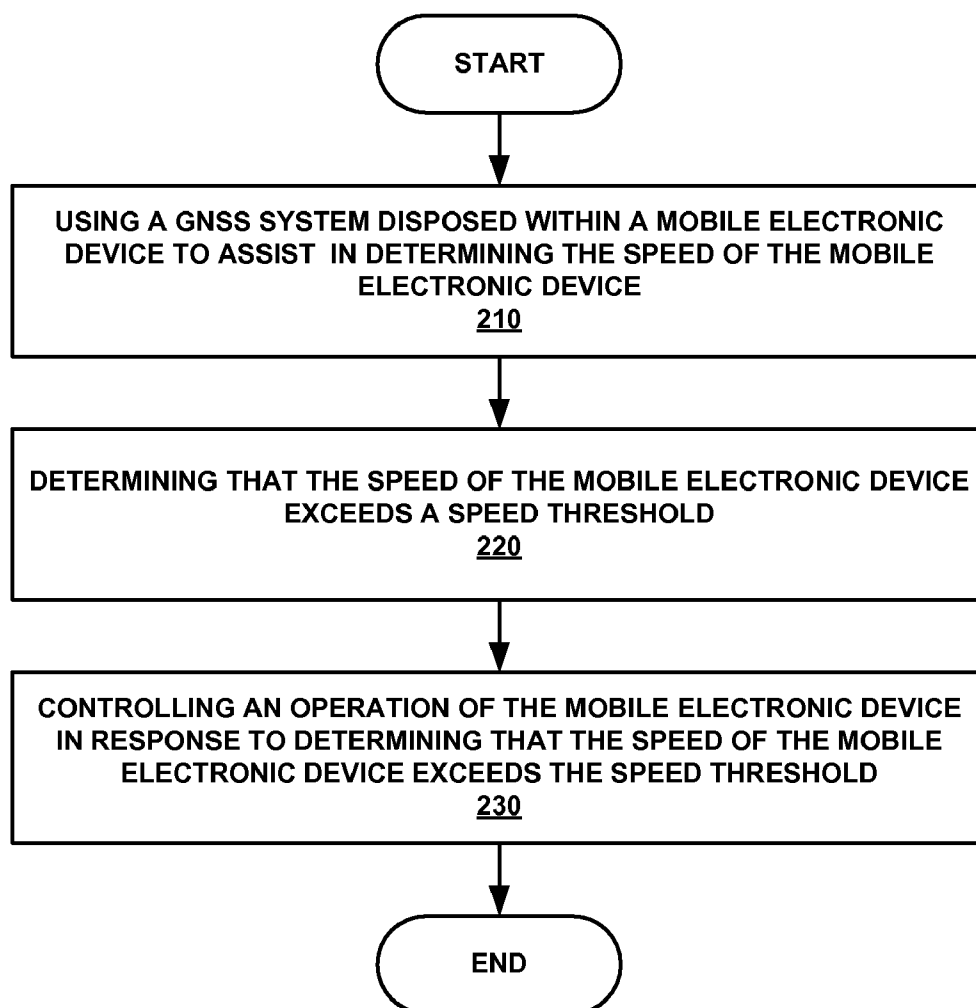 START
USING A GNSS SYSTEM DISPOSED WITHIN A MOBILE ELECTRONIC
DEVICE TO ASSIST IN DETERMINING THE SPEED OF THE MOBILE
ELECTRONIC DEVICE
210
DETERMINING THAT THE SPEED OF THE MOBILE ELECTRONIC DEVICE
EXCEEDS A SPEED THRESHOLD
220
CONTROLLING AN OPERATION OF THE MOBILE ELECTRONIC DEVICE
IN RESPONSE TO DETERMINING THAT THE SPEED OF THE MOBILE
ELECTRONIC DEVICE EXCEEDS THE SPEED THRESHOLD
230
END